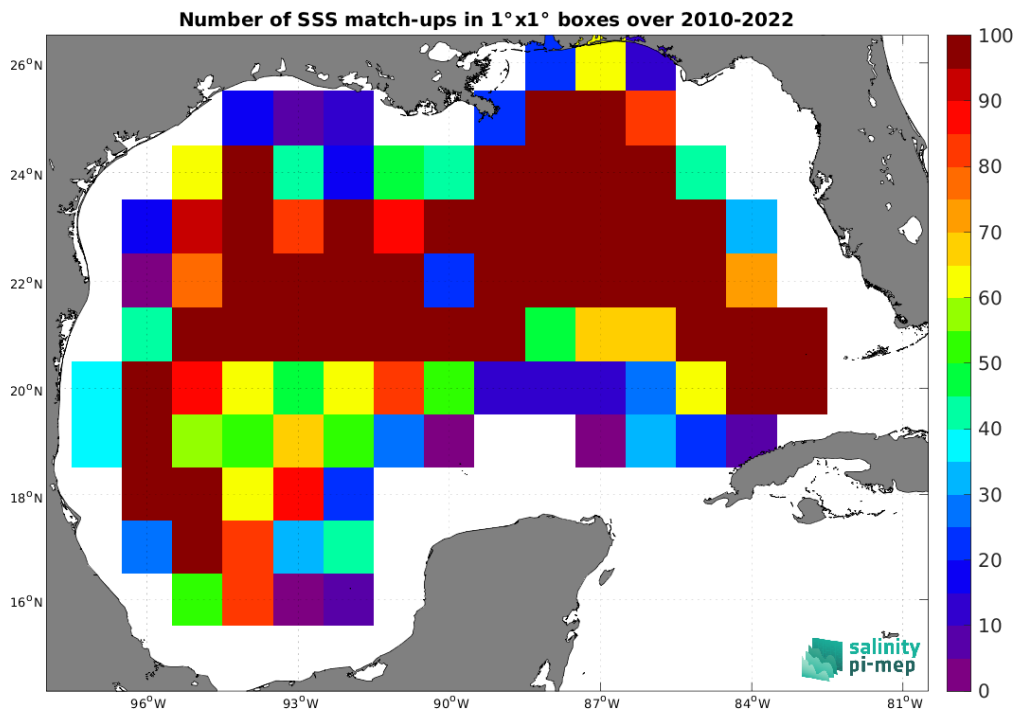 Number of SSS match-ups in 1°x1° boxes over 2010-2022
26°N
24°N
22°N
20°N
18°N
16°N
96°W 93°W 90°W 87°W 84°W 81°W
100
90
80
70
60
50
40
30
20
10
0
salinity
pi-mep